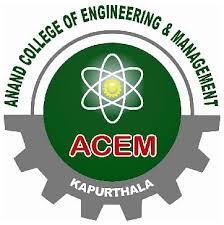 ANAND COLLEGE OF ENGINEERING & MANAGEMENT
ACEM
KAPURTHALA